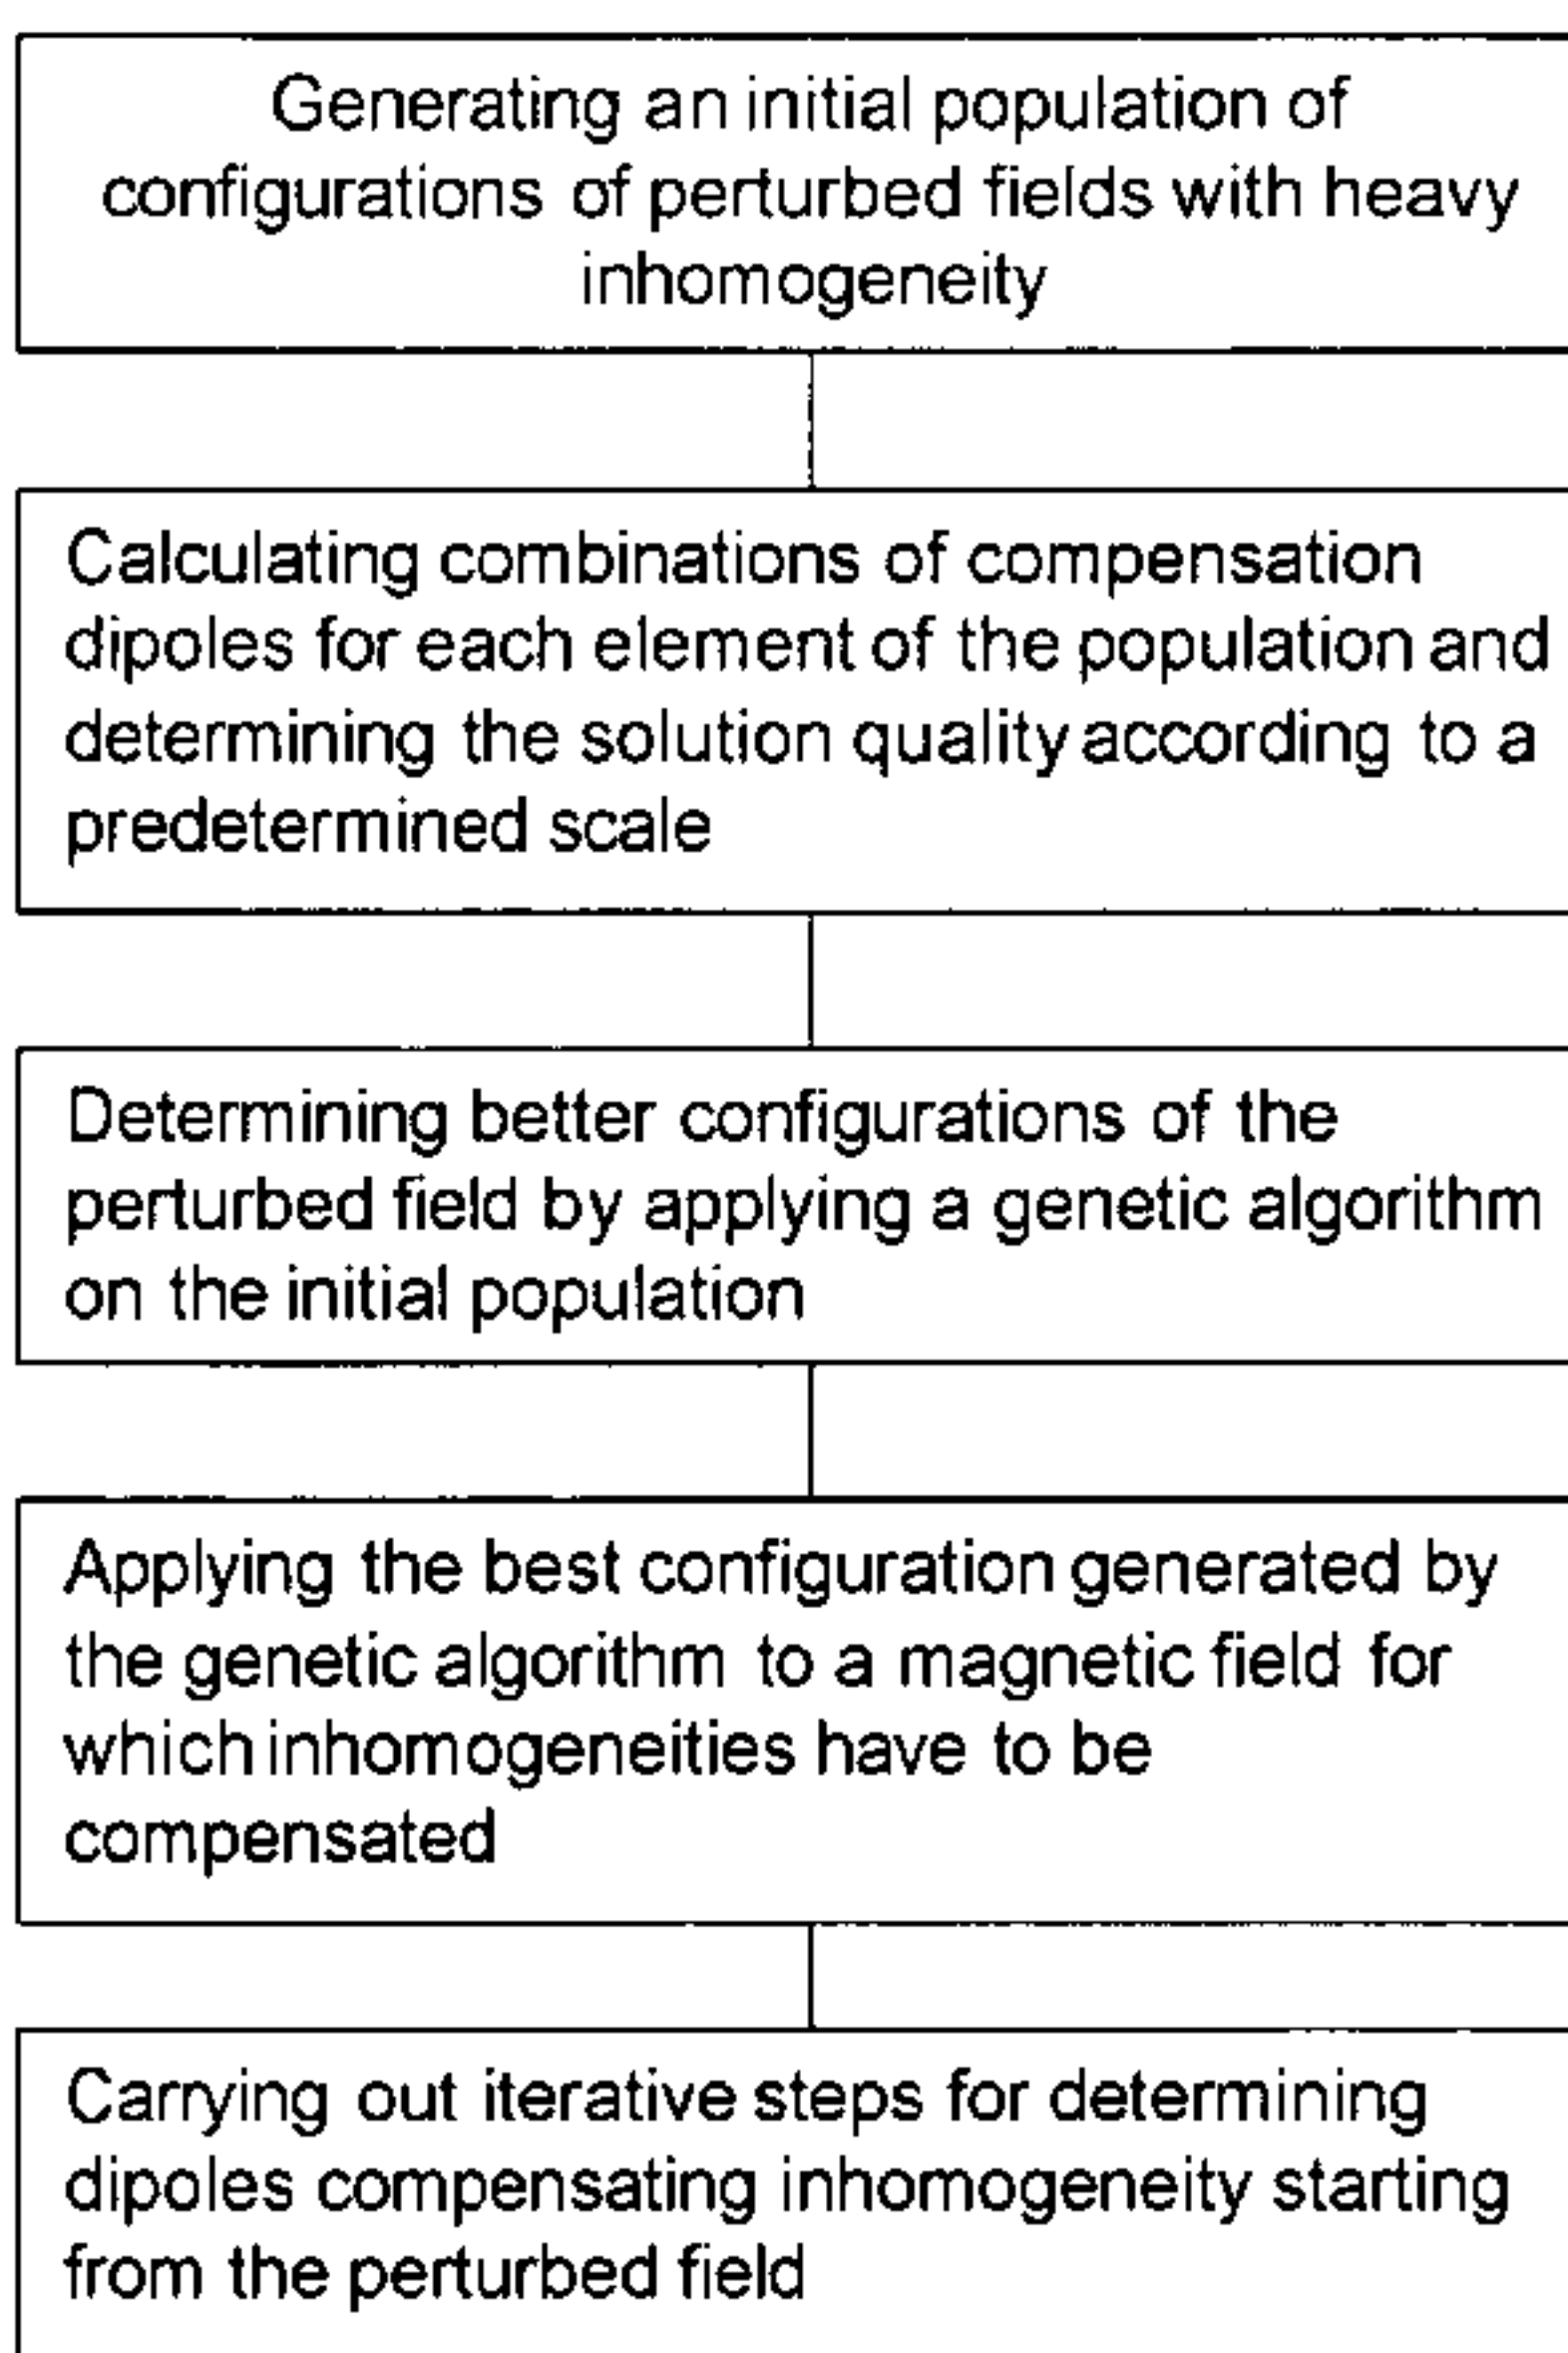 Generating an initial population of
configurations of perturbed fields with heavy
inhomogeneity
Calculating combinations of compensation
dipoles for each element of the population and
determining the solution quality according to a
predetermined scale
Determining better configurations of the
perturbed field by applying a genetic algorithm
on the initial population
Applying the best configuration generated by
the genetic algorithm to a magnetic field for
which inhomogeneities have to be
compensated
Carrying out iterative steps for determining
dipoles compensating inhomogeneity starting
from the perturbed field